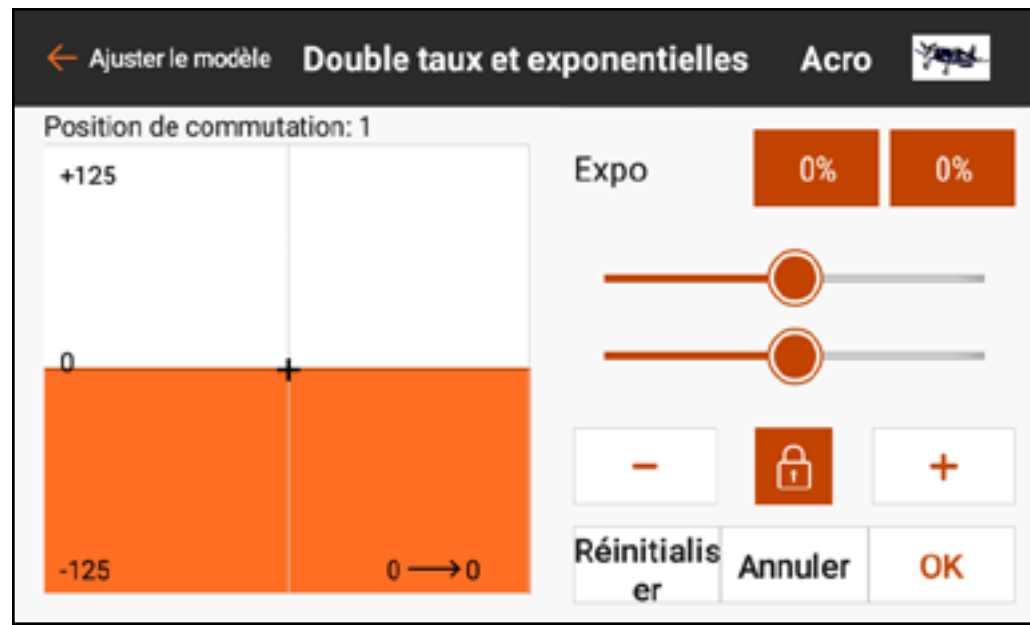 Ajuster le modèle Double taux et exponentielles Acro
Position de commutation: 1
+125
0
-125
0 → 0
Expo 0% 0%
− +
Réinitialis
er
Annuler OK